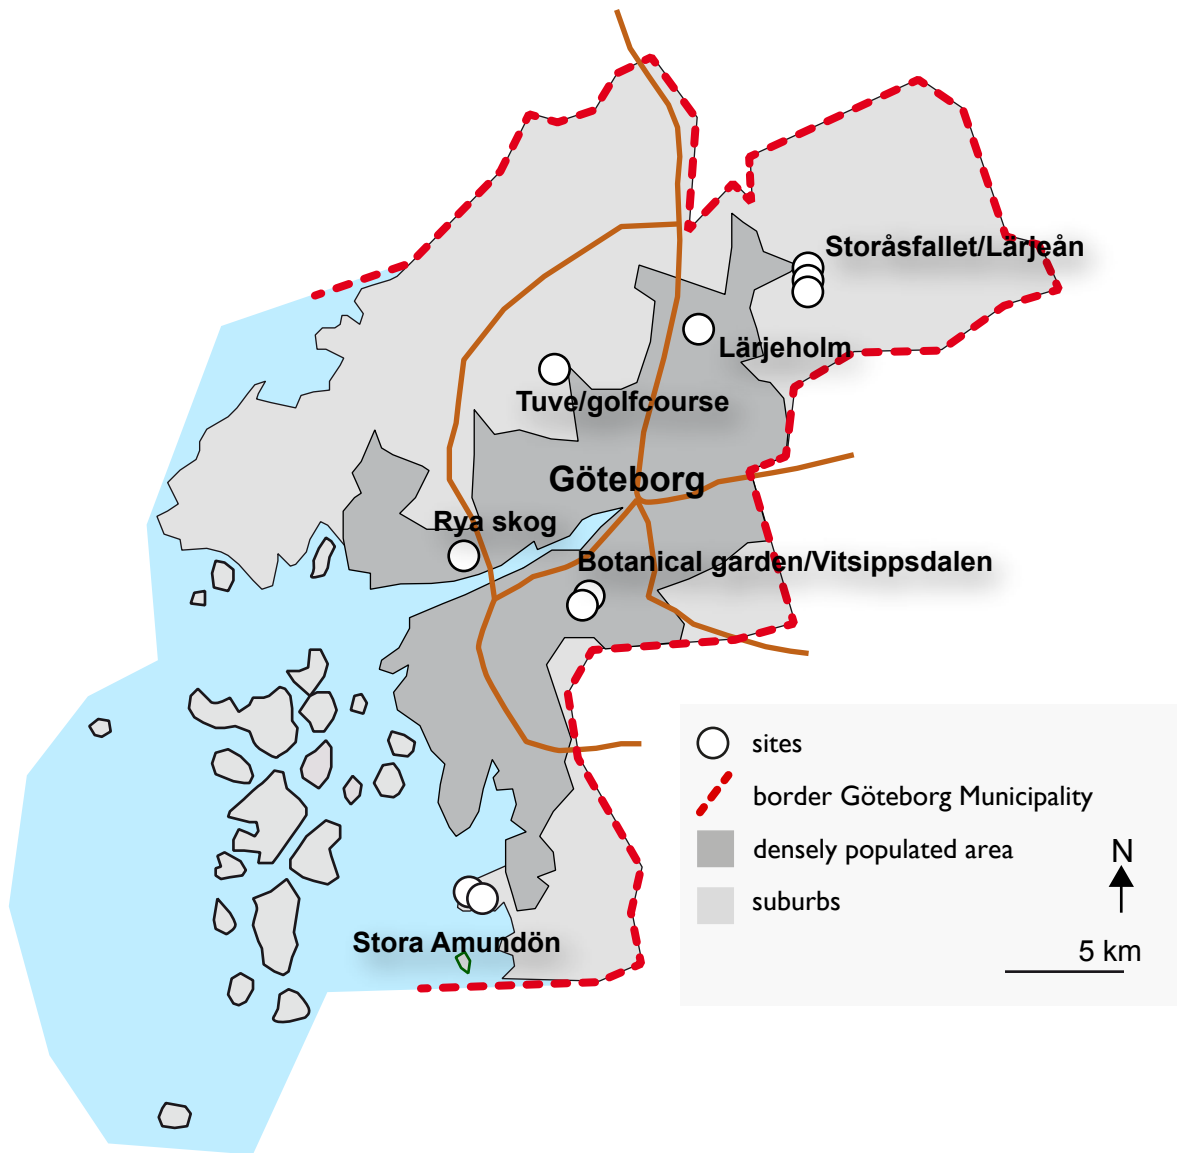 Storåsfallet/Lärjeån
Lärjeholm
Tuve/golfcourse
Göteborg
Rya skog
Botanical garden/Vitsippsdalen
Stora Amundön
sites
border Göteborg Municipality
densely populated area
suburbs
N
5 km